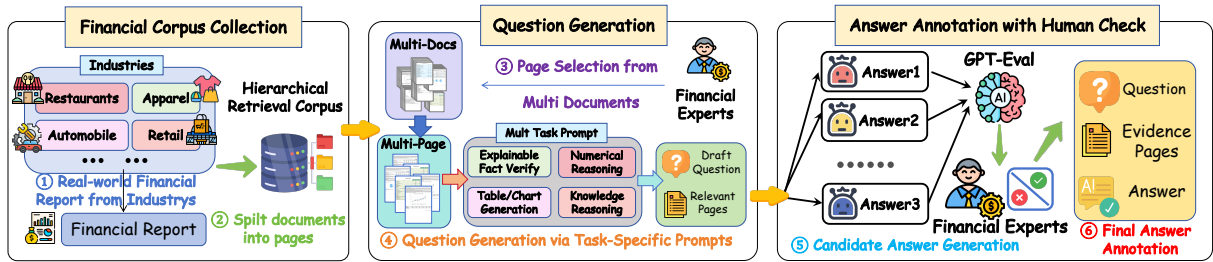 Financial Corpus Collection
Industries
Restaurants
Apparel
Automobile
Retail
••• •••
① Real-world Financial
Report from Industrys
Financial Report
Hierarchical
Retrieval Corpus
② Spilt documents
into pages
Question Generation
Multi-Docs
③ Page Selection from
Multi Documents
Financial
Experts
Multi-Page
Mult Task Prompt
Explainable
Fact Verify
Numerical
Reasoning
Table/Chart
Generation
Knowledge
Reasoning
?
Draft
Question
Relevant
Pages
④ Question Generation via Task-Specific Prompts
Answer Annotation with Human Check
Answer1
Answer2
••••••
Answer3
GPT-Eval
AI
Financial Experts
⑤ Candidate Answer Generation
?
Question
Evidence
Pages
AI
Answer
⑥ Final Answer
Annotation